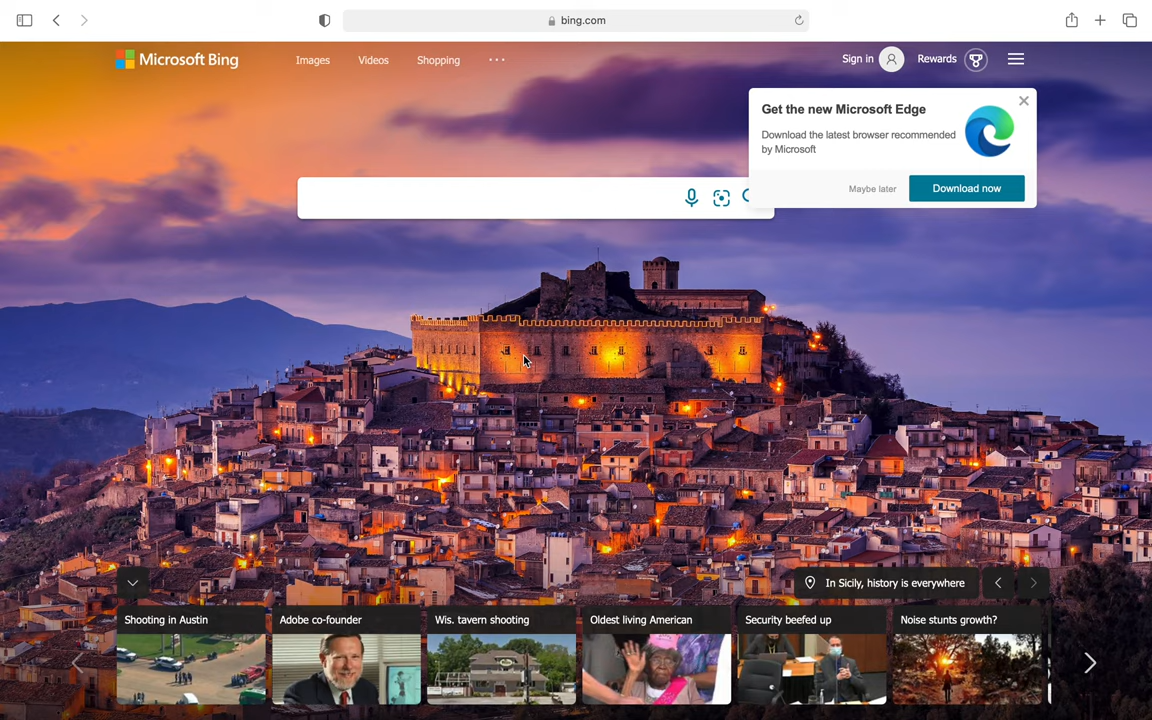 bing.com
Microsoft Bing
Images
Videos
Shopping
Sign in
Rewards
Get the new Microsoft Edge
Download the latest browser recommended
by Microsoft
Maybe later
Download now
In Sicily, history is everywhere
Shooting in Austin
Adobe co-founder
Wis. tavern shooting
Oldest living American
Security beefed up
Noise stunts growth?